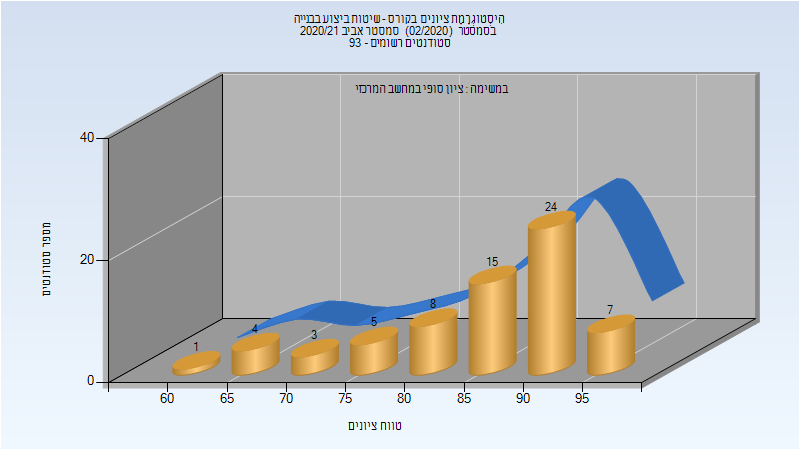 היסטוגרמת ציונים בקורס - שיטות ביצוע בבנייה
בסמסטר (02/2020) סמסטר אביב 2020/21
סטודנטים רשומים - 93
במשימה : ציון סופי במחשב המרכזי
מספר סטודנטים
40
20
0
1
4
3
5
8
15
24
7
60 65 70 75 80 85 90 95
טווח ציונים